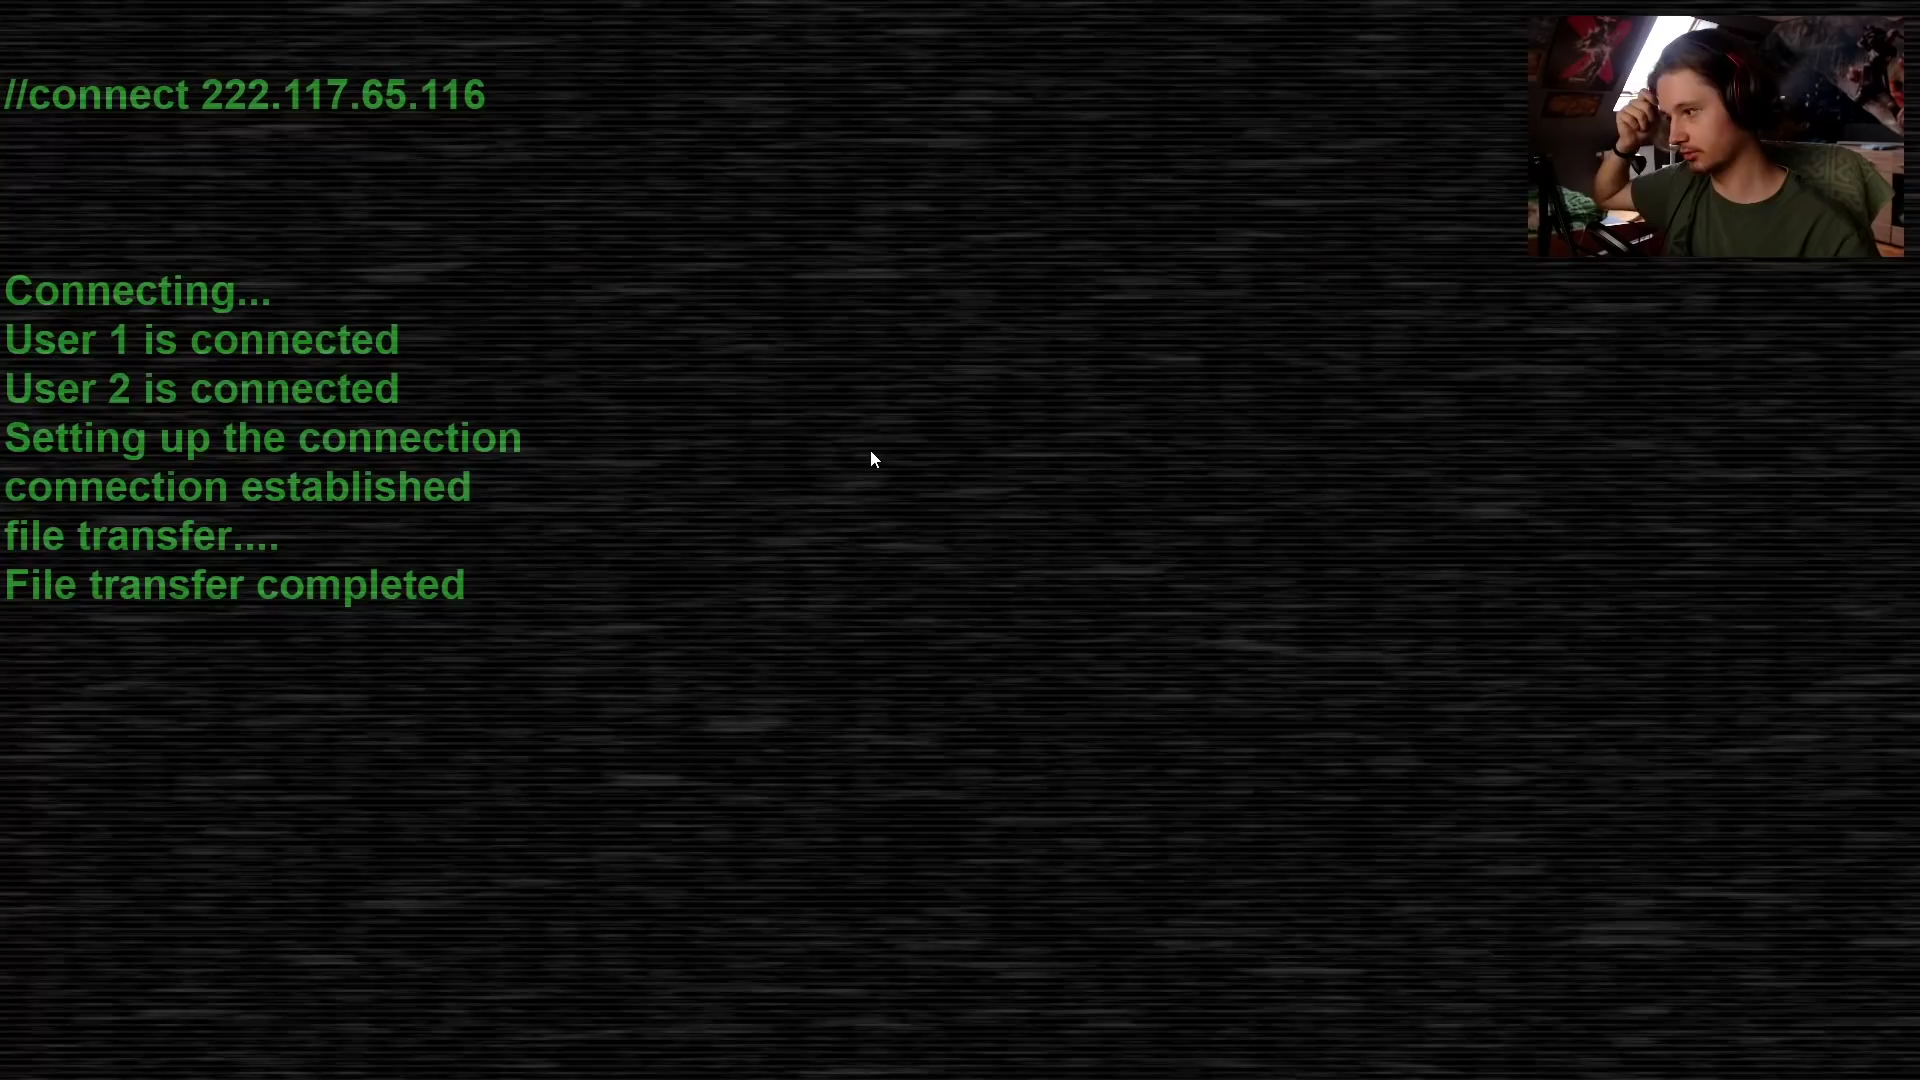 //connect 222.117.65.116
Connecting...
User 1 is connected
User 2 is connected
Setting up the connection
connection established
file transfer....
File transfer completed